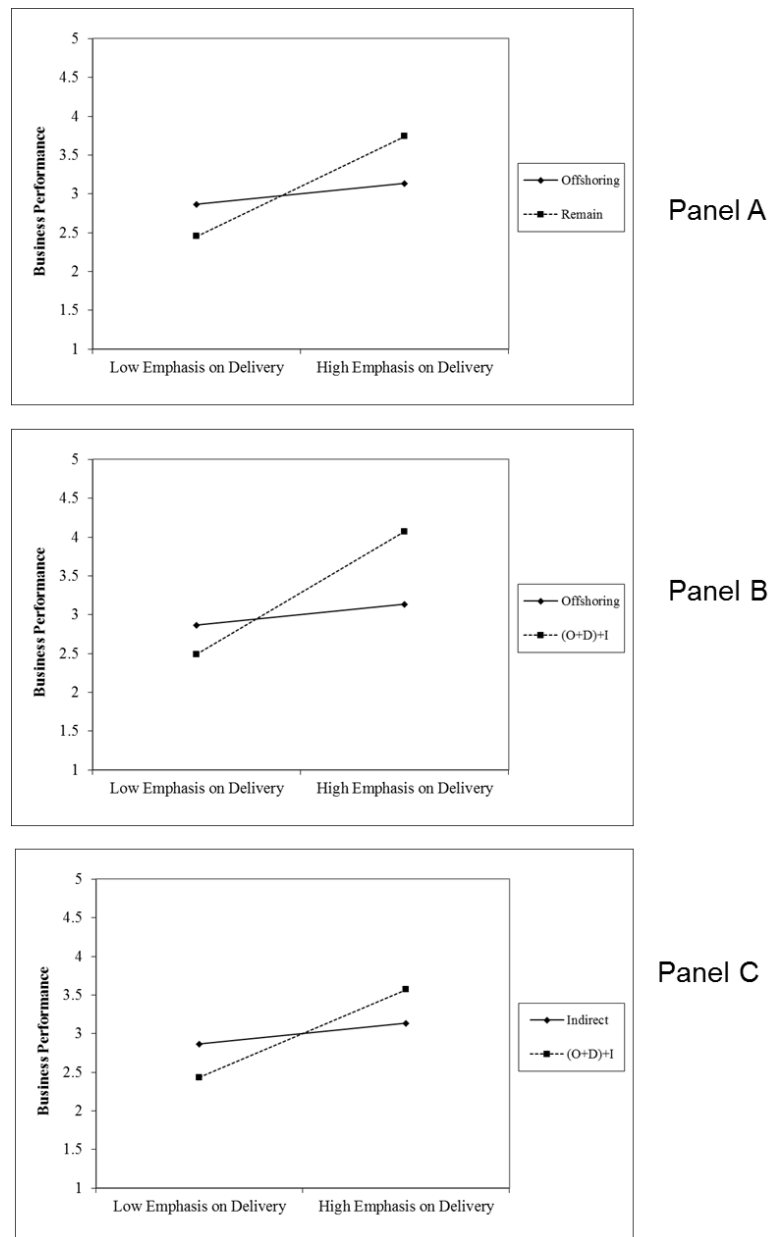 5
4.5
4
3.5
3
2.5
2
1.5
1
Business Performance
Low Emphasis on Delivery High Emphasis on Delivery
Offshoring
Remain
Panel A
5
4.5
4
3.5
3
2.5
2
1.5
1
Business Performance
Low Emphasis on Delivery High Emphasis on Delivery
Offshoring
(O+D)+I
Panel B
5
4.5
4
3.5
3
2.5
2
1.5
1
Business Performance
Low Emphasis on Delivery High Emphasis on Delivery
Indirect
(O+D)+I
Panel C